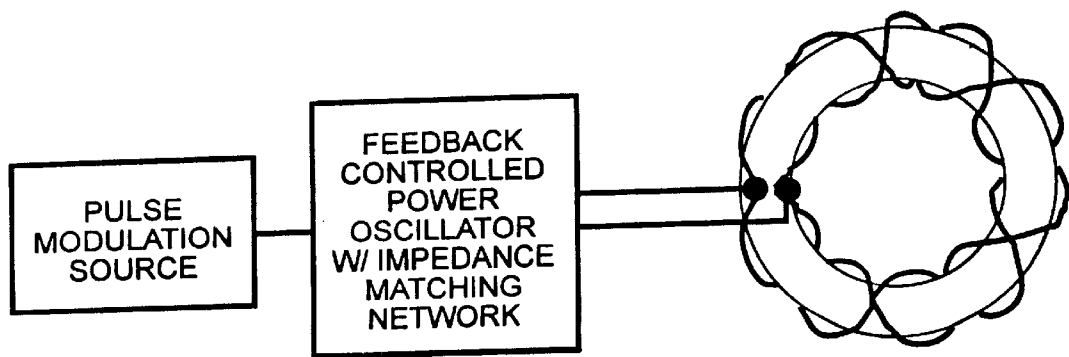 PULSE
MODULATION
SOURCE
FEEDBACK
CONTROLLED
POWER
OSCILLATOR
W/ IMPEDANCE
MATCHING
NETWORK